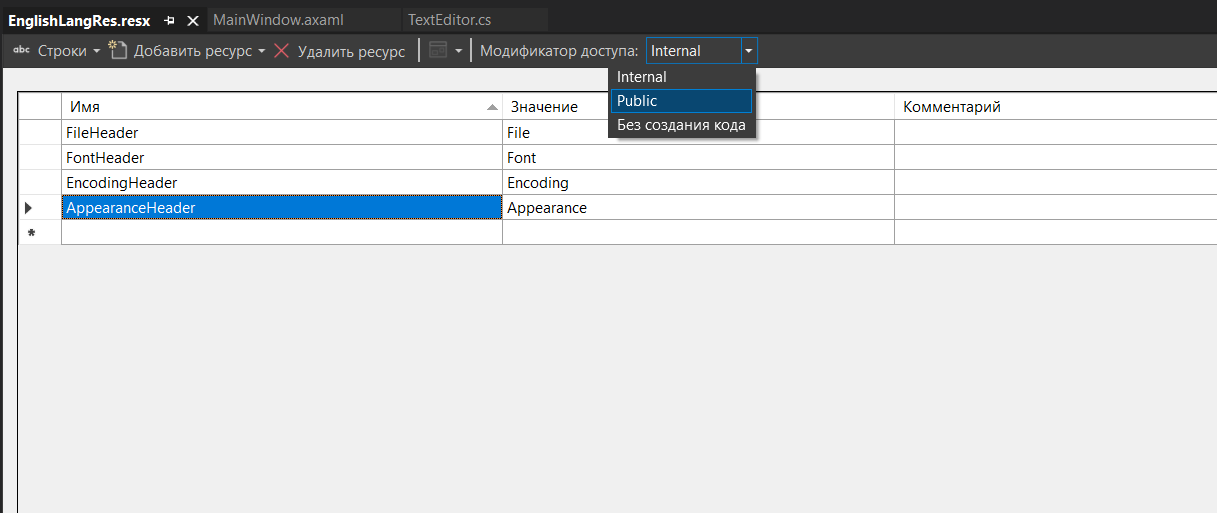 EnglishLangRes.resx MainWindow.axaml TextEditor.cs
abc Строки Добавить ресурс Удалить ресурс Модификатор доступа: Internal
Internal
Public
Без создания кода
Имя Значение Комментарий
FileHeader File
FontHeader Font
EncodingHeader Encoding
AppearanceHeader Appearance
*